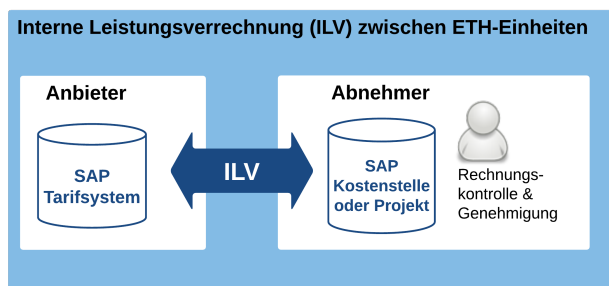 Interne Leistungsverrechnung (ILV) zwischen ETH-Einheiten
Anbieter
SAP
Tarifsystem
ILV
Abnehmer
SAP
Kostenstelle
oder Projekt
Rechnungs-
kontrolle &
Genehmigung